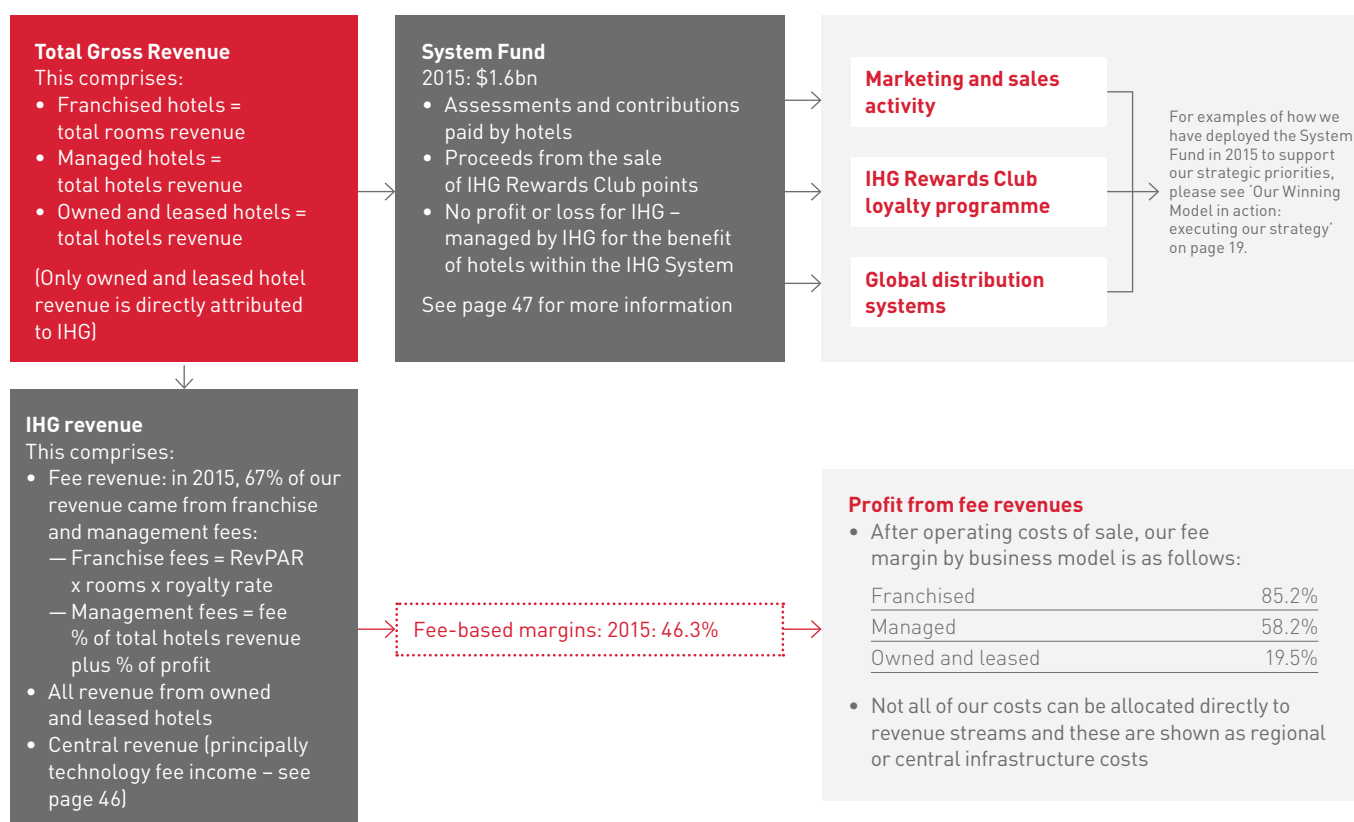 Total Gross Revenue
This comprises:
• Franchised hotels =
total rooms revenue
• Managed hotels =
total hotels revenue
• Owned and leased hotels =
total hotels revenue
(Only owned and leased hotel
revenue is directly attributed
to IHG)
System Fund
2015: $1.6bn
• Assessments and contributions
paid by hotels
• Proceeds from the sale
of IHG Rewards Club points
• No profit or loss for IHG –
managed by IHG for the benefit
of hotels within the IHG System
See page 47 for more information
Marketing and sales
activity
IHG Rewards Club
loyalty programme
Global distribution
systems
For examples of how we
have deployed the System
Fund in 2015 to support
our strategic priorities,
please see ‘Our Winning
Model in action:
executing our strategy’
on page 19.
IHG revenue
This comprises:
• Fee revenue: in 2015, 67% of our
revenue came from franchise
and management fees:
— Franchise fees = RevPAR
x rooms x royalty rate
— Management fees = fee
% of total hotels revenue
plus % of profit
• All revenue from owned
and leased hotels
• Central revenue (principally
technology fee income – see
page 46)
Fee-based margins: 2015: 46.3%
Profit from fee revenues
• After operating costs of sale, our fee
margin by business model is as follows:
Franchised 85.2%
Managed 58.2%
Owned and leased 19.5%
• Not all of our costs can be allocated directly to
revenue streams and these are shown as regional
or central infrastructure costs